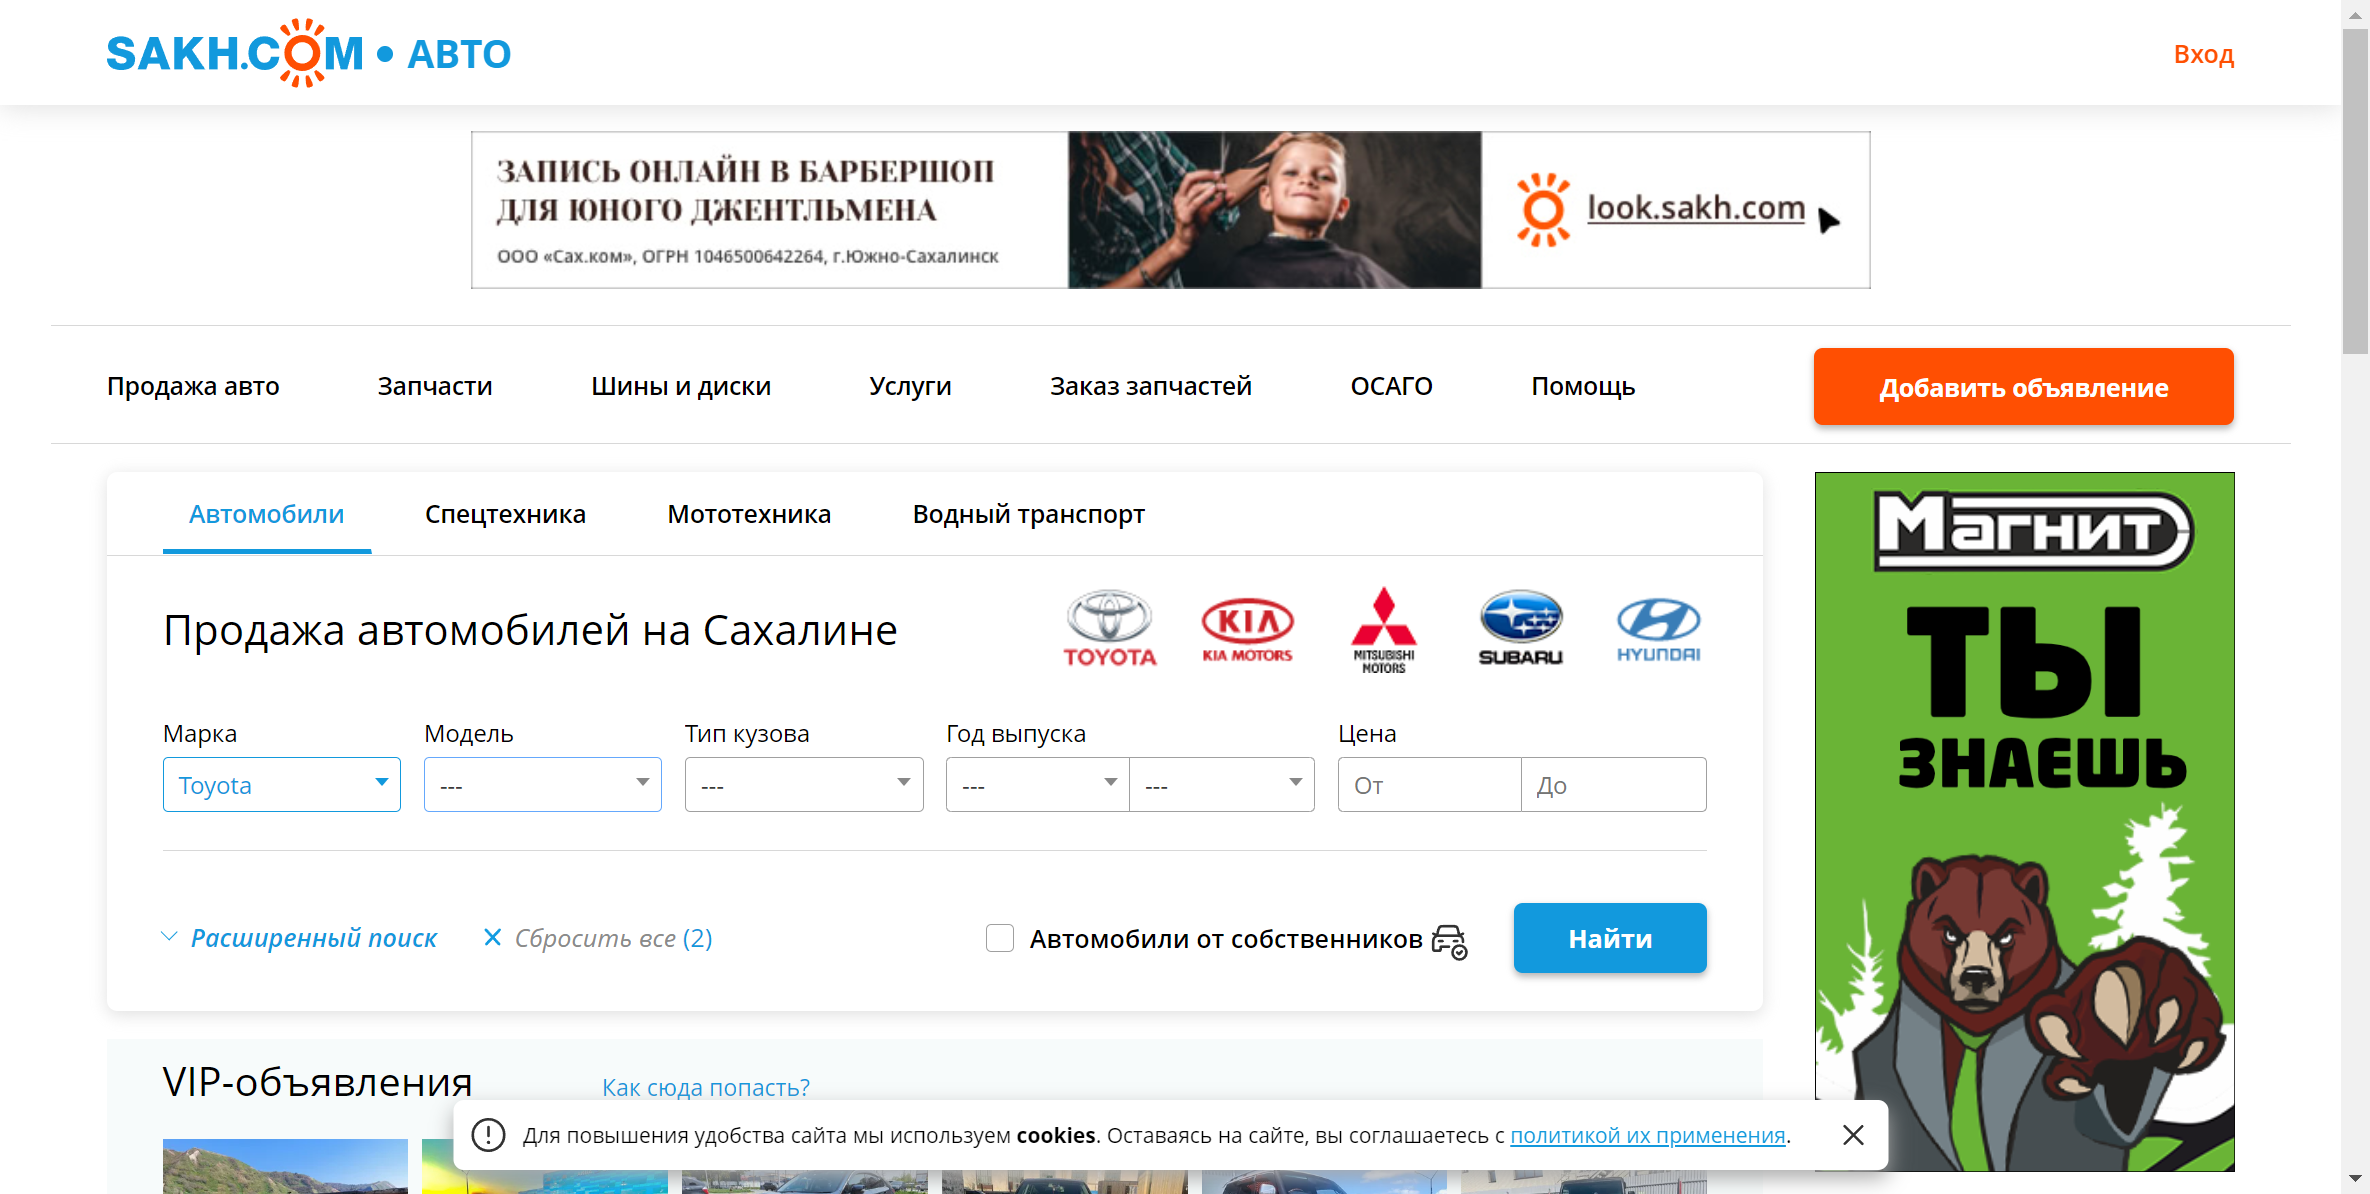 SAKH.COM • АВТО
Вход
ЗАПИСЬ ОНЛАЙН В БАРБЕРШОП
ДЛЯ ЮНОГО ДЖЕНТЛЬМЕНА
ООО «Сах.ком», ОГРН 1046500642264, г.Южно-Сахалинск
look.sakh.com
Продажа авто
Запчасти
Шины и диски
Услуги
Заказ запчастей
ОСАГО
Помощь
Добавить объявление
Автомобили
Спецтехника
Мототехника
Водный транспорт
Продажа автомобилей на Сахалине
TOYOTA
KIA
KIA MOTORS
MITSUBISHI
MOTORS
SUBARU
HYUNDAI
Марка
Модель
Тип кузова
Год выпуска
Цена
Toyota
---
---
---
---
От
До
Расширенный поиск
Сбросить все (2)
Автомобили от собственников
Найти
Магнит
ТЫ
ЗНАЕШЬ
VIP-объявления
Как сюда попасть?
Для повышения удобства сайта мы используем cookies. Оставаясь на сайте, вы соглашаетесь с политикой их применения.